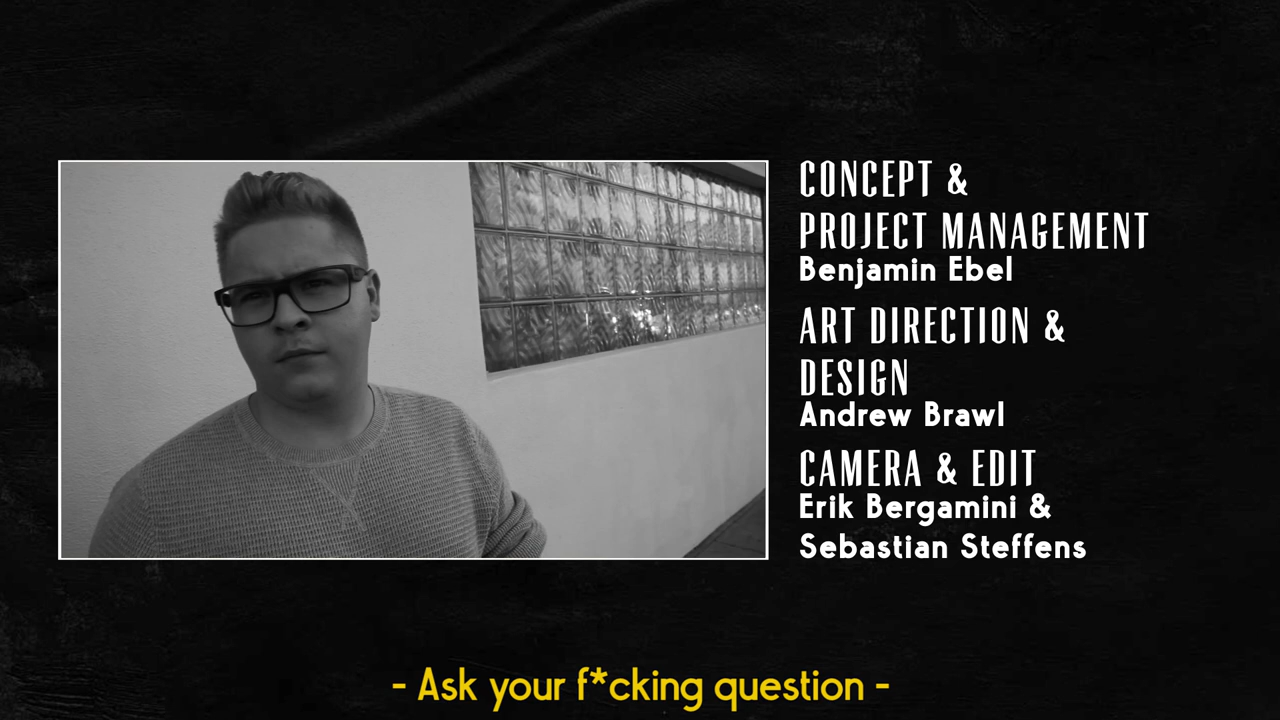 CONCEPT &
PROJECT MANAGEMENT
Benjamin Ebel
ART DIRECTION &
DESIGN
Andrew Brawl
CAMERA & EDIT
Erik Bergamini &
Sebastian Steffens
- Ask your f*cking question -